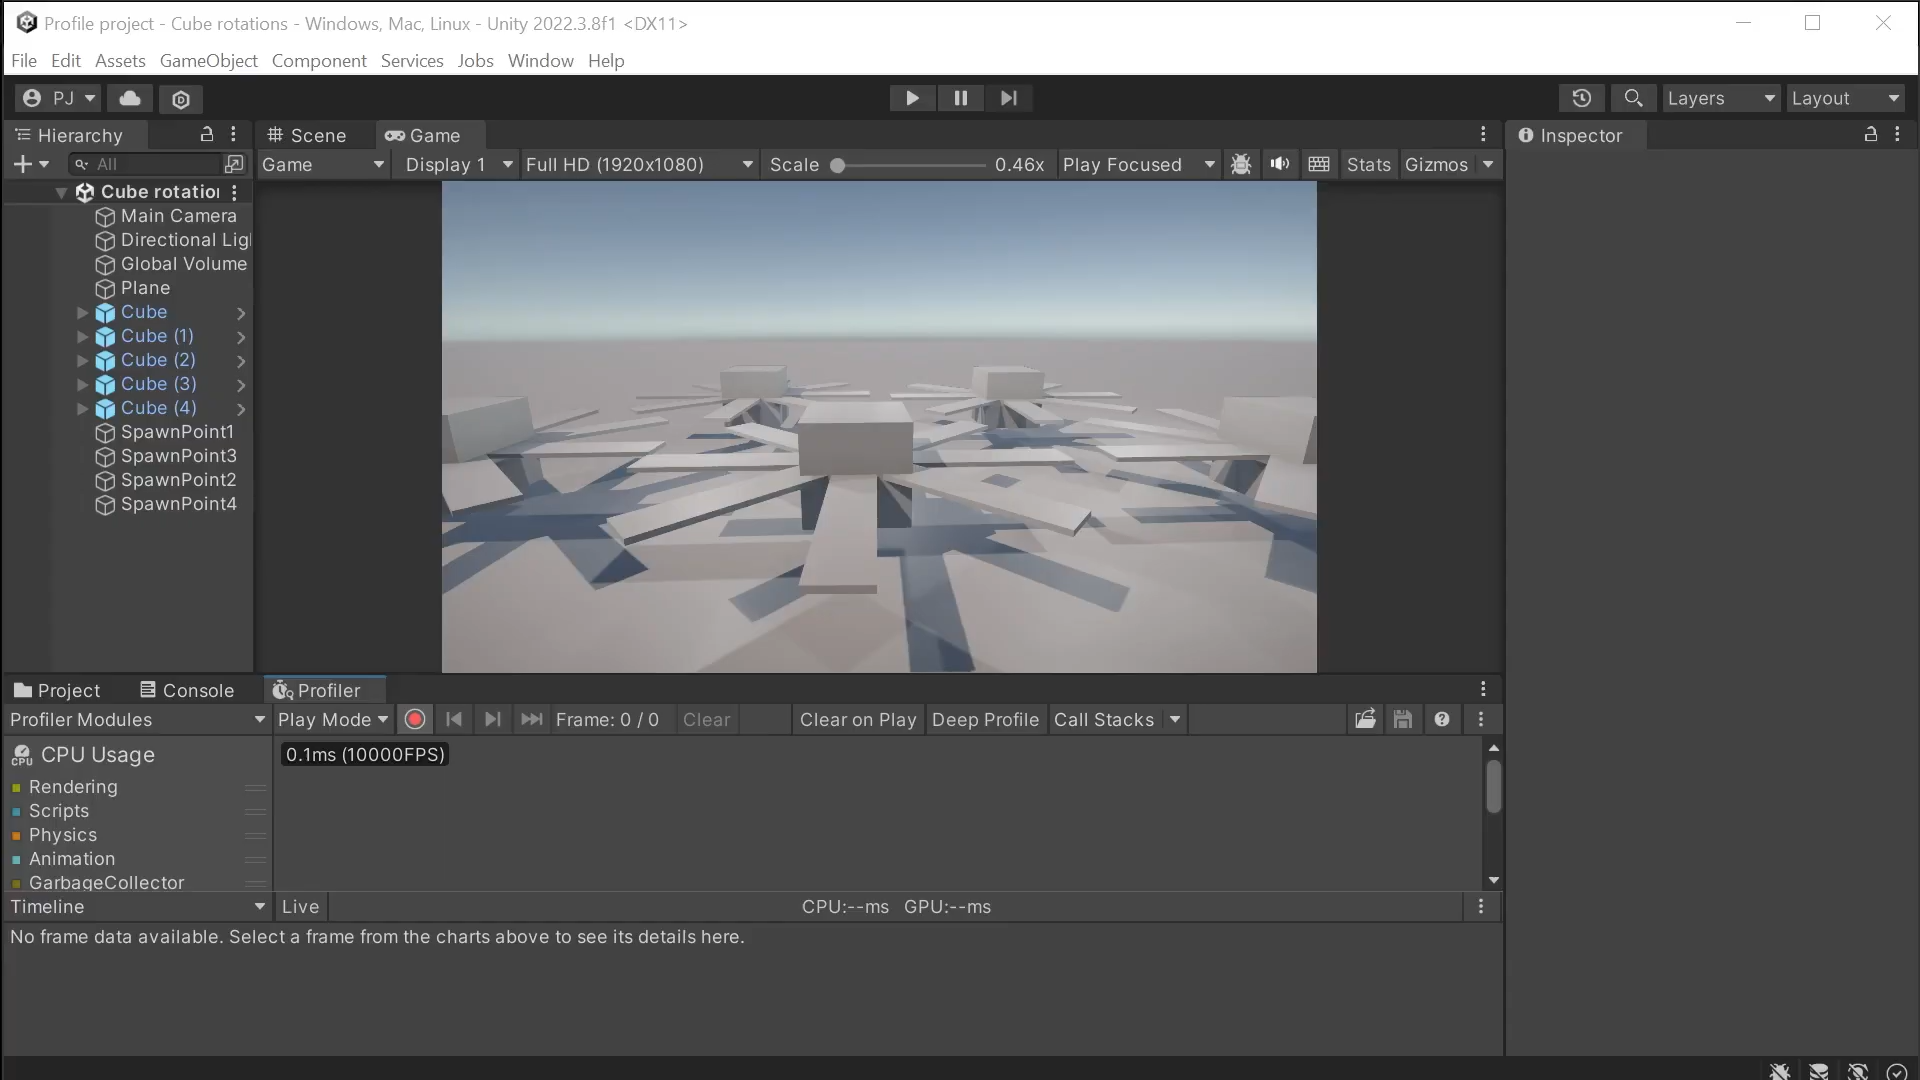 Profile project - Cube rotations - Windows, Mac, Linux - Unity 2022.3.8f1 <DX11>
File Edit Assets GameObject Component Services Jobs Window Help
PJ Layers Layout
Hierarchy Scene Game Inspector
All Game Display 1 Full HD (1920x1080) Scale 0.46x Play Focused Stats Gizmos
Cube rotation
Main Camera
Directional Lig
Global Volume
Plane
Cube
Cube (1)
Cube (2)
Cube (3)
Cube (4)
SpawnPoint1
SpawnPoint3
SpawnPoint2
SpawnPoint4
Project Console Profiler
Profiler Modules Play Mode Frame: 0 / 0 Clear Clear on Play Deep Profile Call Stacks
CPU CPU Usage 0.1ms (10000FPS)
Rendering
Scripts
Physics
Animation
GarbageCollector
Timeline Live CPU:--ms GPU:--ms
No frame data available. Select a frame from the charts above to see its details here.